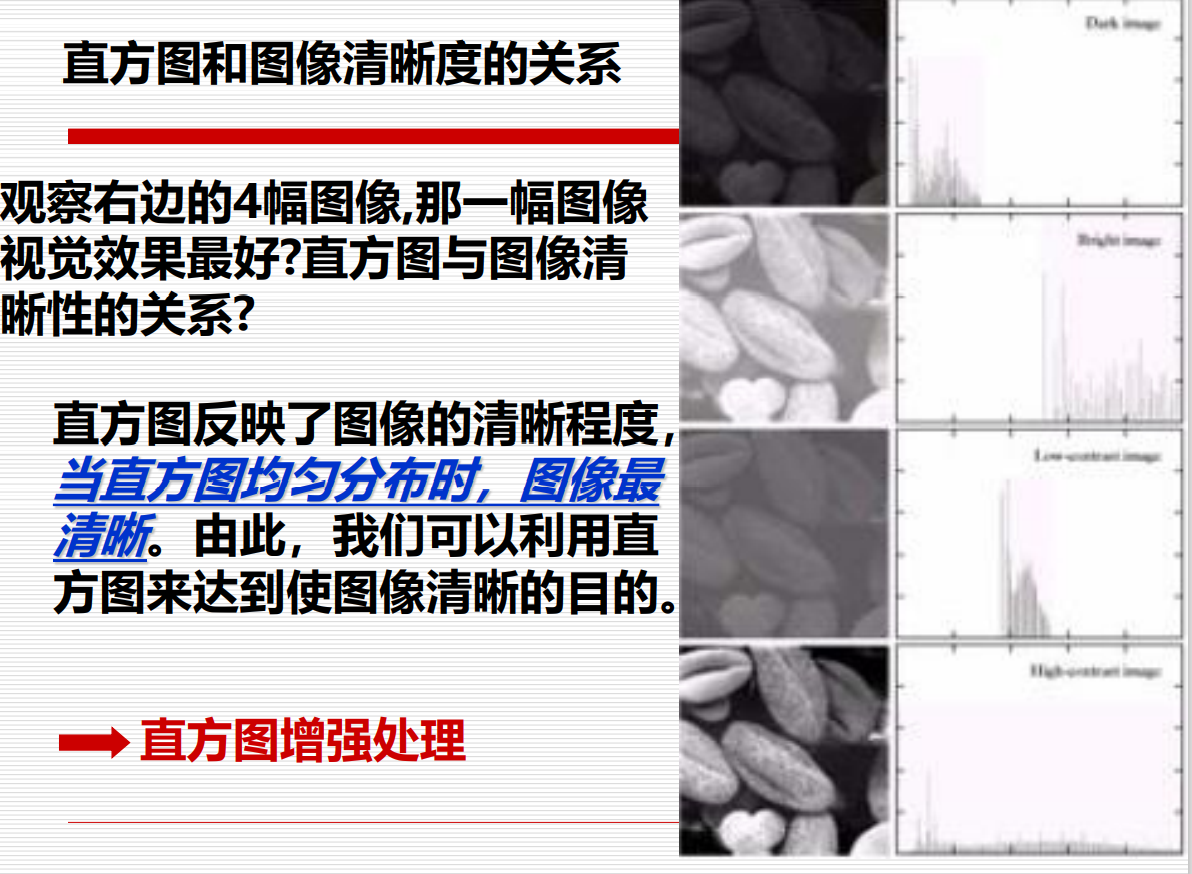 直方图和图像清晰度的关系
观察右边的4幅图像,那一幅图像
视觉效果最好?直方图与图像清
晰性的关系?
直方图反映了图像的清晰程度，
当直方图均匀分布时，图像最
清晰。由此，我们可以利用直
方图来达到使图像清晰的目的。
直方图增强处理
Dark image
Bright image
Low-contrast image
High-contrast image